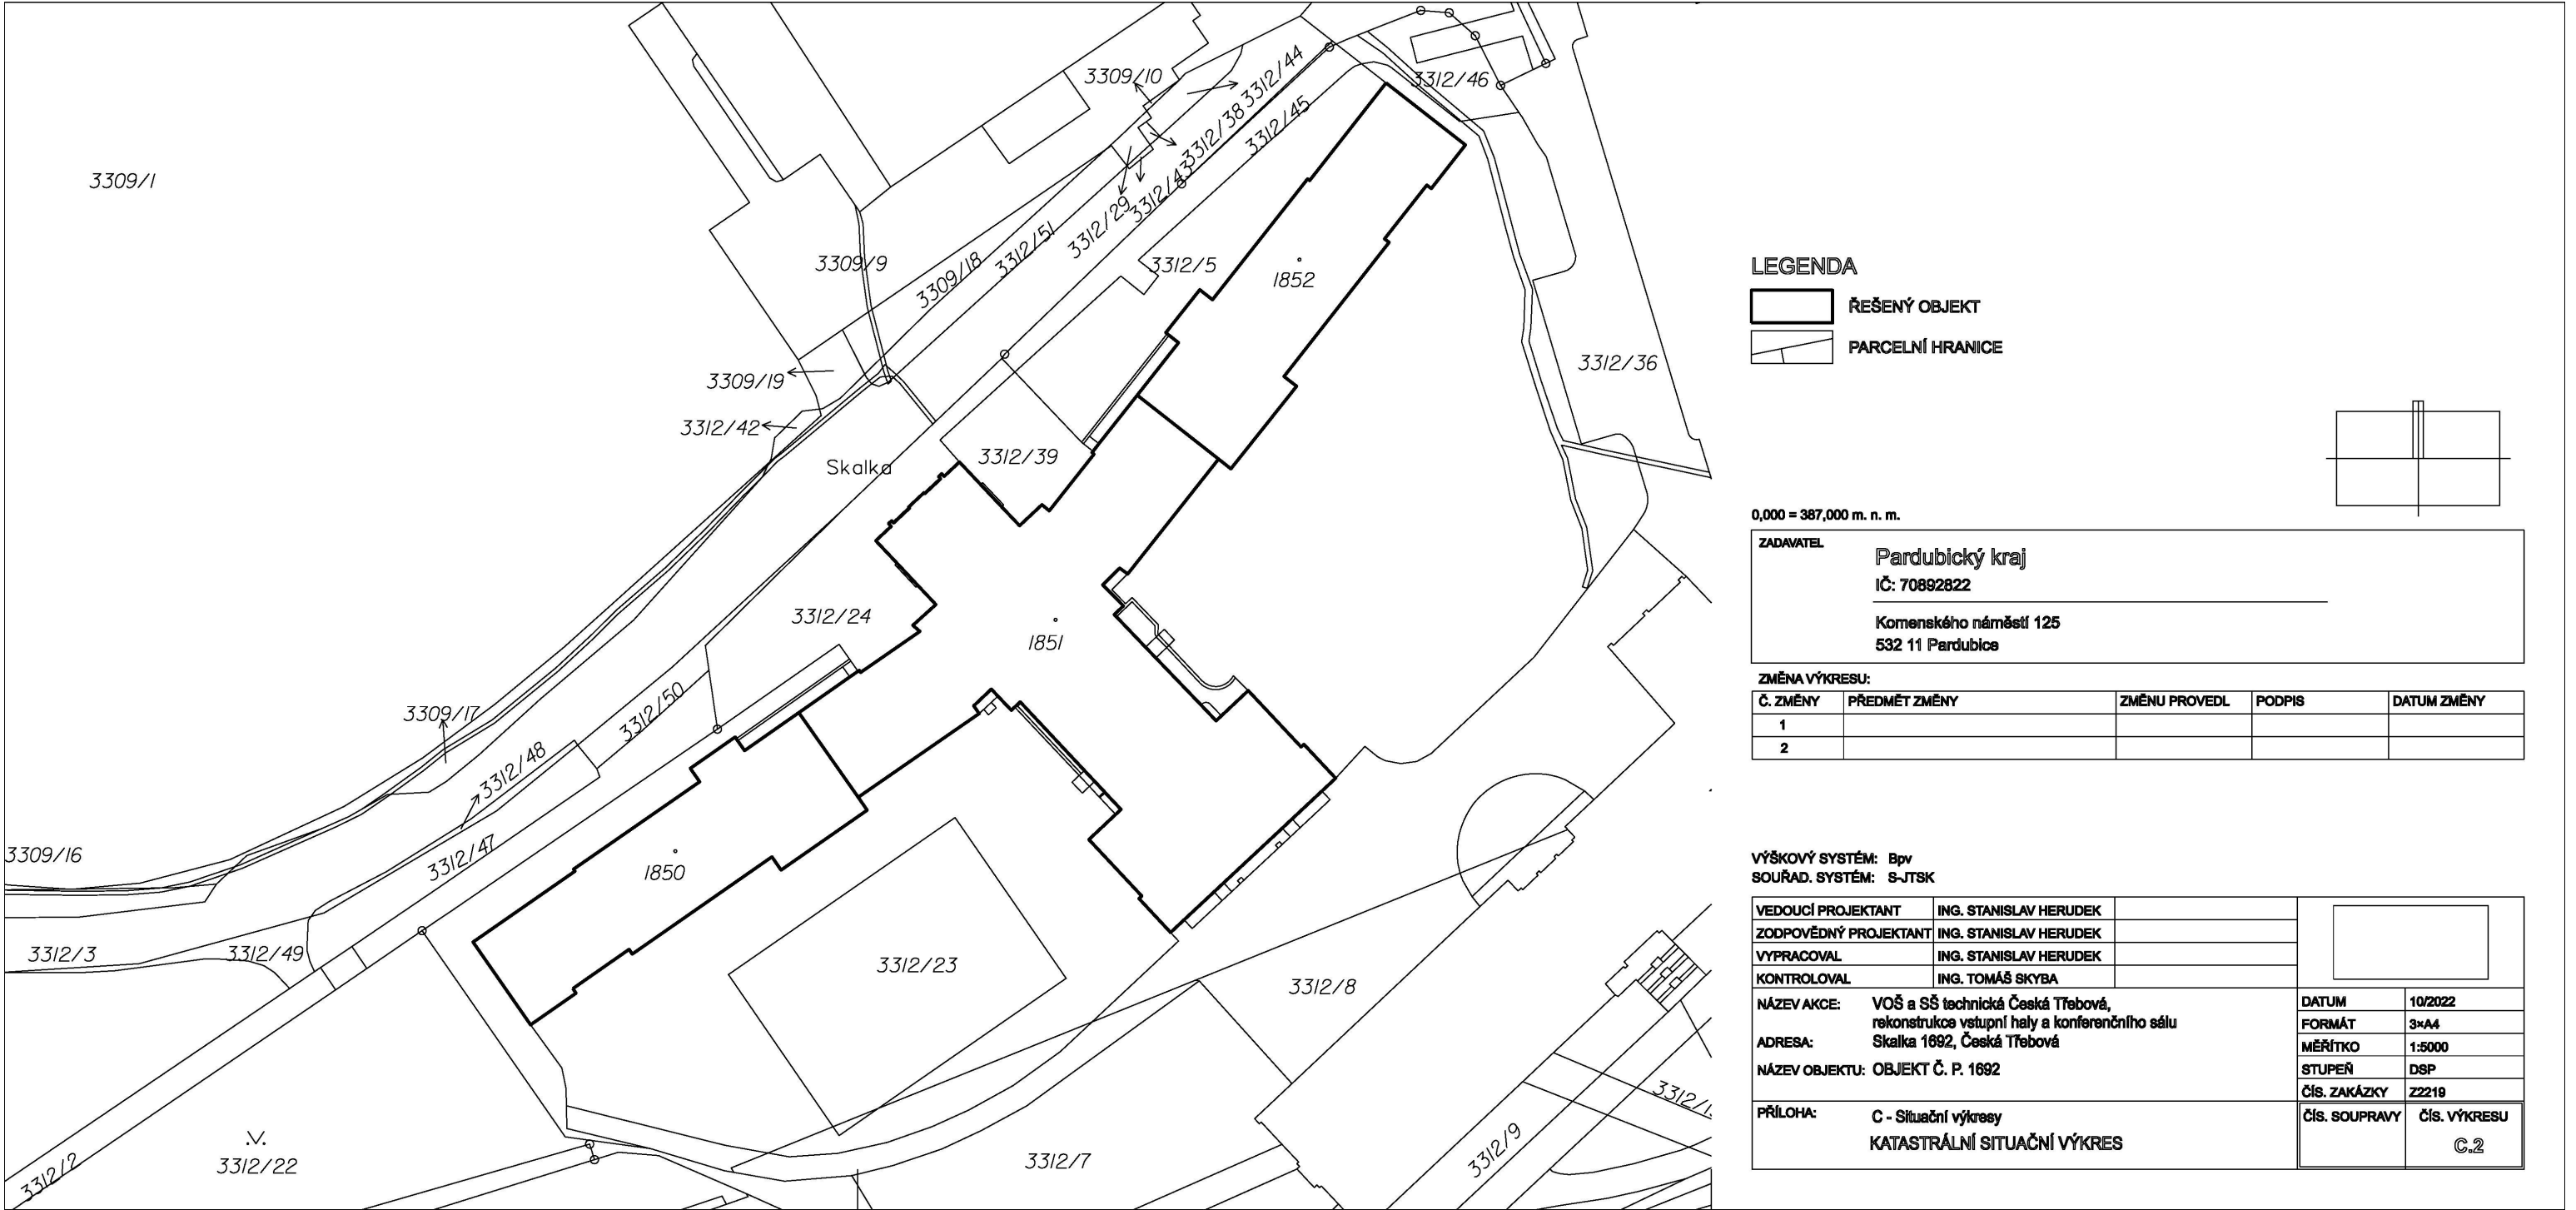 3309/1
3309/10
3312/44
3312/46
3312/38
3312/45
3312/43
3312/29
3312/51
3309/9
3309/18
3312/5
1852
3309/19
3312/42
Skalka
3312/39
3312/36
3312/24
1851
3309/17
3312/50
3312/48
3309/16
3312/47
1850
3312/3
3312/49
3312/23
3312/8
3312/2
.V.
3312/22
3312/7
3312/9
LEGENDA
ŘEŠENÝ OBJEKT
PARCELNÍ HRANICE
0,000 = 387,000 m. n. m.
ZADAVATEL
Pardubický kraj
IČ: 70892822
Komenského náměstí 125
532 11 Pardubice
ZMĚNA VÝKRESU:
Č. ZMĚNY PŘEDMĚT ZMĚNY ZMĚNU PROVEDL PODPIS DATUM ZMĚNY
1
2
VÝŠKOVÝ SYSTÉM: Bpv
SOUŘAD. SYSTÉM: S-JTSK
VEDOUCÍ PROJEKTANT ING. STANISLAV HERUDEK
ZODPOVĚDNÝ PROJEKTANT ING. STANISLAV HERUDEK
VYPRACOVAL ING. STANISLAV HERUDEK
KONTROLOVAL ING. TOMÁŠ SKYBA
NÁZEV AKCE: VOŠ a SŠ technická Česká Třebová,
rekonstrukce vstupní haly a konferenčního sálu
ADRESA: Skalka 1692, Česká Třebová
NÁZEV OBJEKTU: OBJEKT Č. P. 1692
DATUM 10/2022
FORMÁT 3×A4
MĚŘÍTKO 1:5000
STUPEŇ DSP
ČÍS. ZAKÁZKY Z2219
PŘÍLOHA: C - Situační výkresy
KATASTRÁLNÍ SITUAČNÍ VÝKRES
ČÍS. SOUPRAVY ČÍS. VÝKRESU
C.2